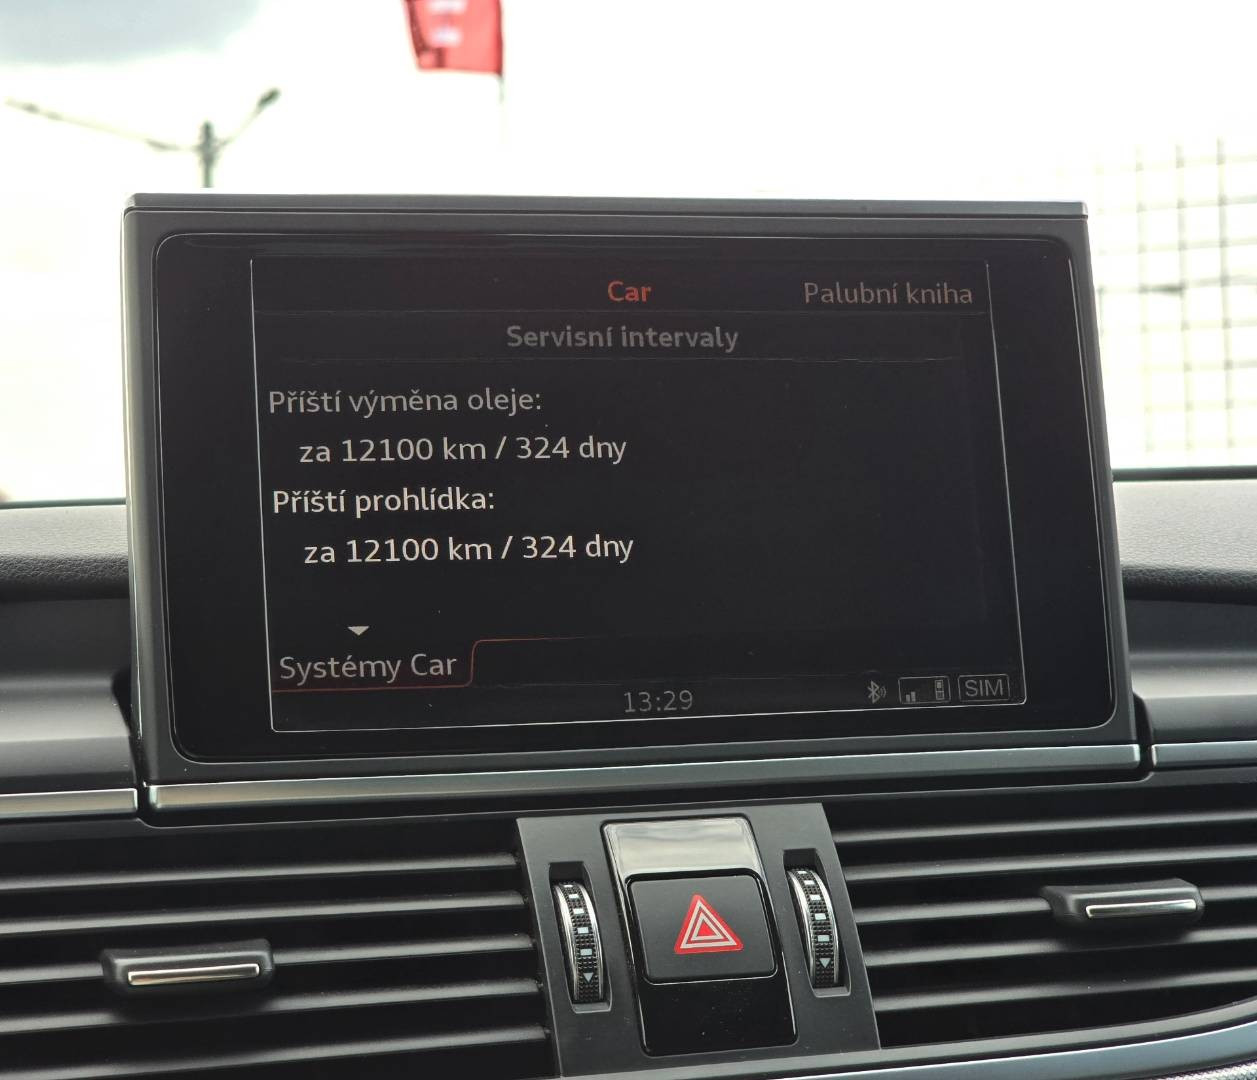 Car
Palubní kniha
Servisní intervaly
Příští výměna oleje:
za 12100 km / 324 dny
Příští prohlídka:
za 12100 km / 324 dny
Systémy Car
13:29
SIM